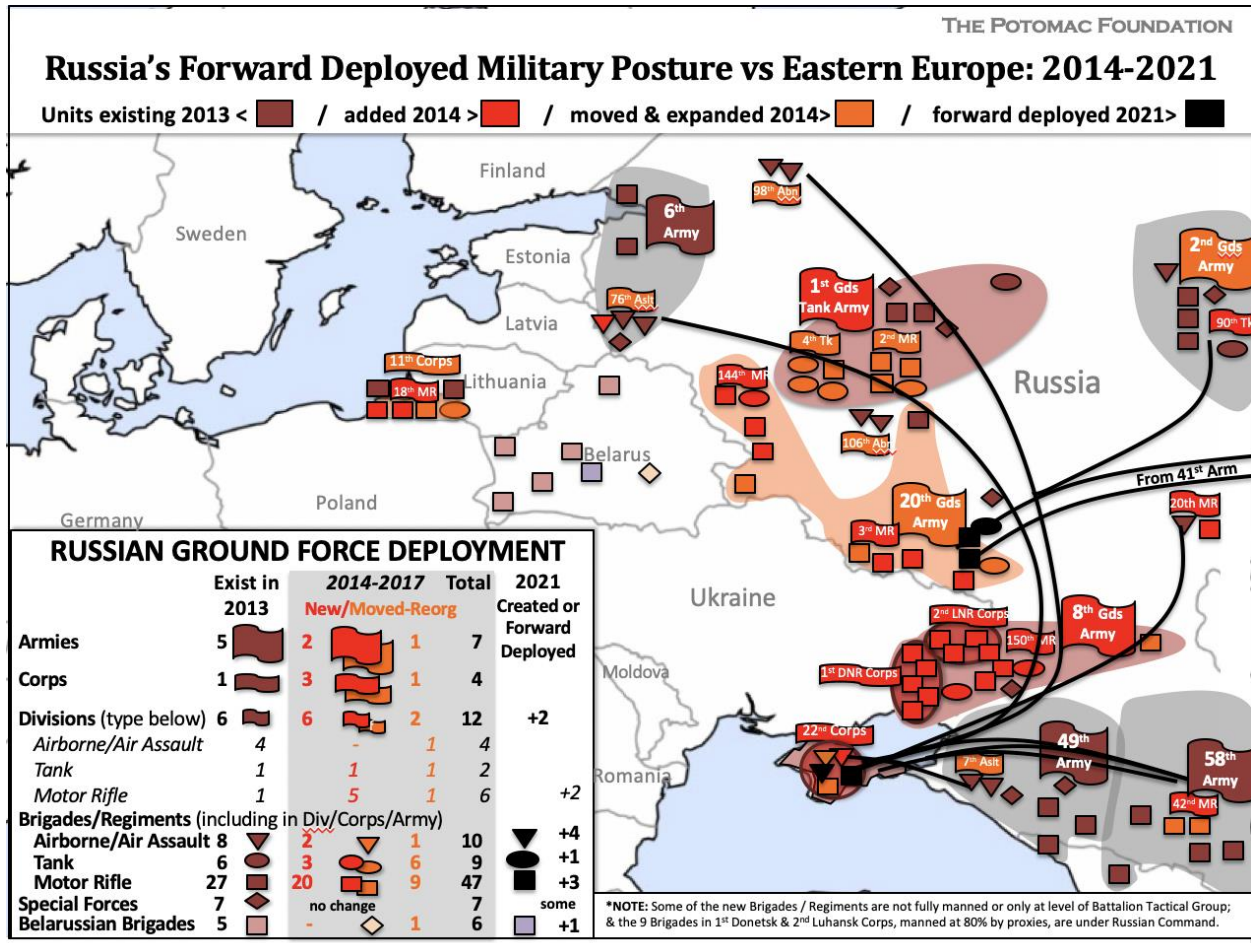 THE POTOMAC FOUNDATION
Russia's Forward Deployed Military Posture vs Eastern Europe: 2014-2021
Units existing 2013 < / added 2014 > / moved & expanded 2014> / forward deployed 2021>
Finland
98th Abn
6th
Army
Sweden
2nd Gds
Army
Estonia
1st Gds
Tank Army
76th Aslt
Latvia
90th Tk
4th Tk
2nd MR
11th Corps
144th MR
Lithuania
18th MR
Russia
106th Abn
Belarus
From 41st Arm
Poland
20th Gds
Army
20th MR
Germany
3rd MR
Ukraine
2nd LNR Corps
8th Gds
Army
150th MR
Moldova
1st DNR Corps
22nd Corps
49th
Army
7th Aslt
58th
Army
Romania
42nd MR
RUSSIAN GROUND FORCE DEPLOYMENT
Exist in 2013
2014-2017
New/Moved-Reorg
Total
2021
Created or
Forward
Deployed
Armies 5 2 1 7
Corps 1 3 1 4
Divisions (type below) 6 6 2 12 +2
Airborne/Air Assault 4 - 1 4
Tank 1 1 1 2
Motor Rifle 1 5 1 6 +2
Brigades/Regiments (including in Div/Corps/Army)
Airborne/Air Assault 8 2 1 10 +4
Tank 6 3 6 9 +1
Motor Rifle 27 20 9 47 +3
Special Forces 7 no change 7 some
Belarussian Brigades 5 - 1 6 +1
*NOTE: Some of the new Brigades / Regiments are not fully manned or only at level of Battalion Tactical Group;
& the 9 Brigades in 1st Donetsk & 2nd Luhansk Corps, manned at 80% by proxies, are under Russian Command.